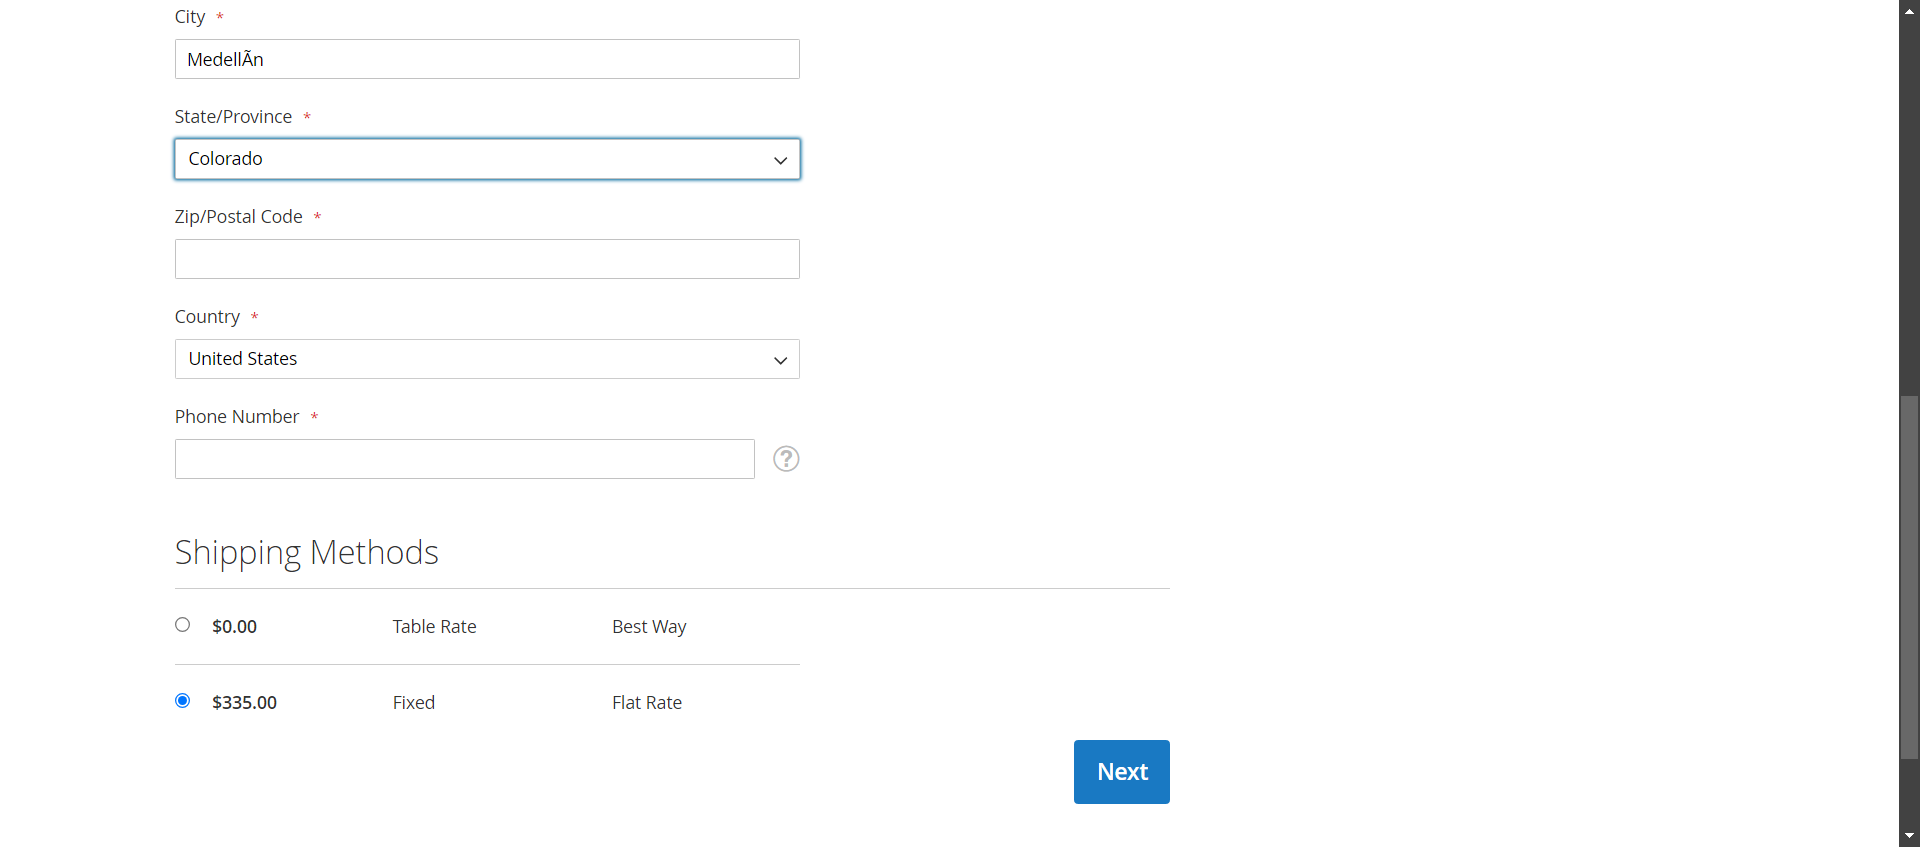 City *
MedellÃn
State/Province *
Colorado
Zip/Postal Code *
Country *
United States
Phone Number *
?
Shipping Methods
$0.00 Table Rate Best Way
$335.00 Fixed Flat Rate
Next